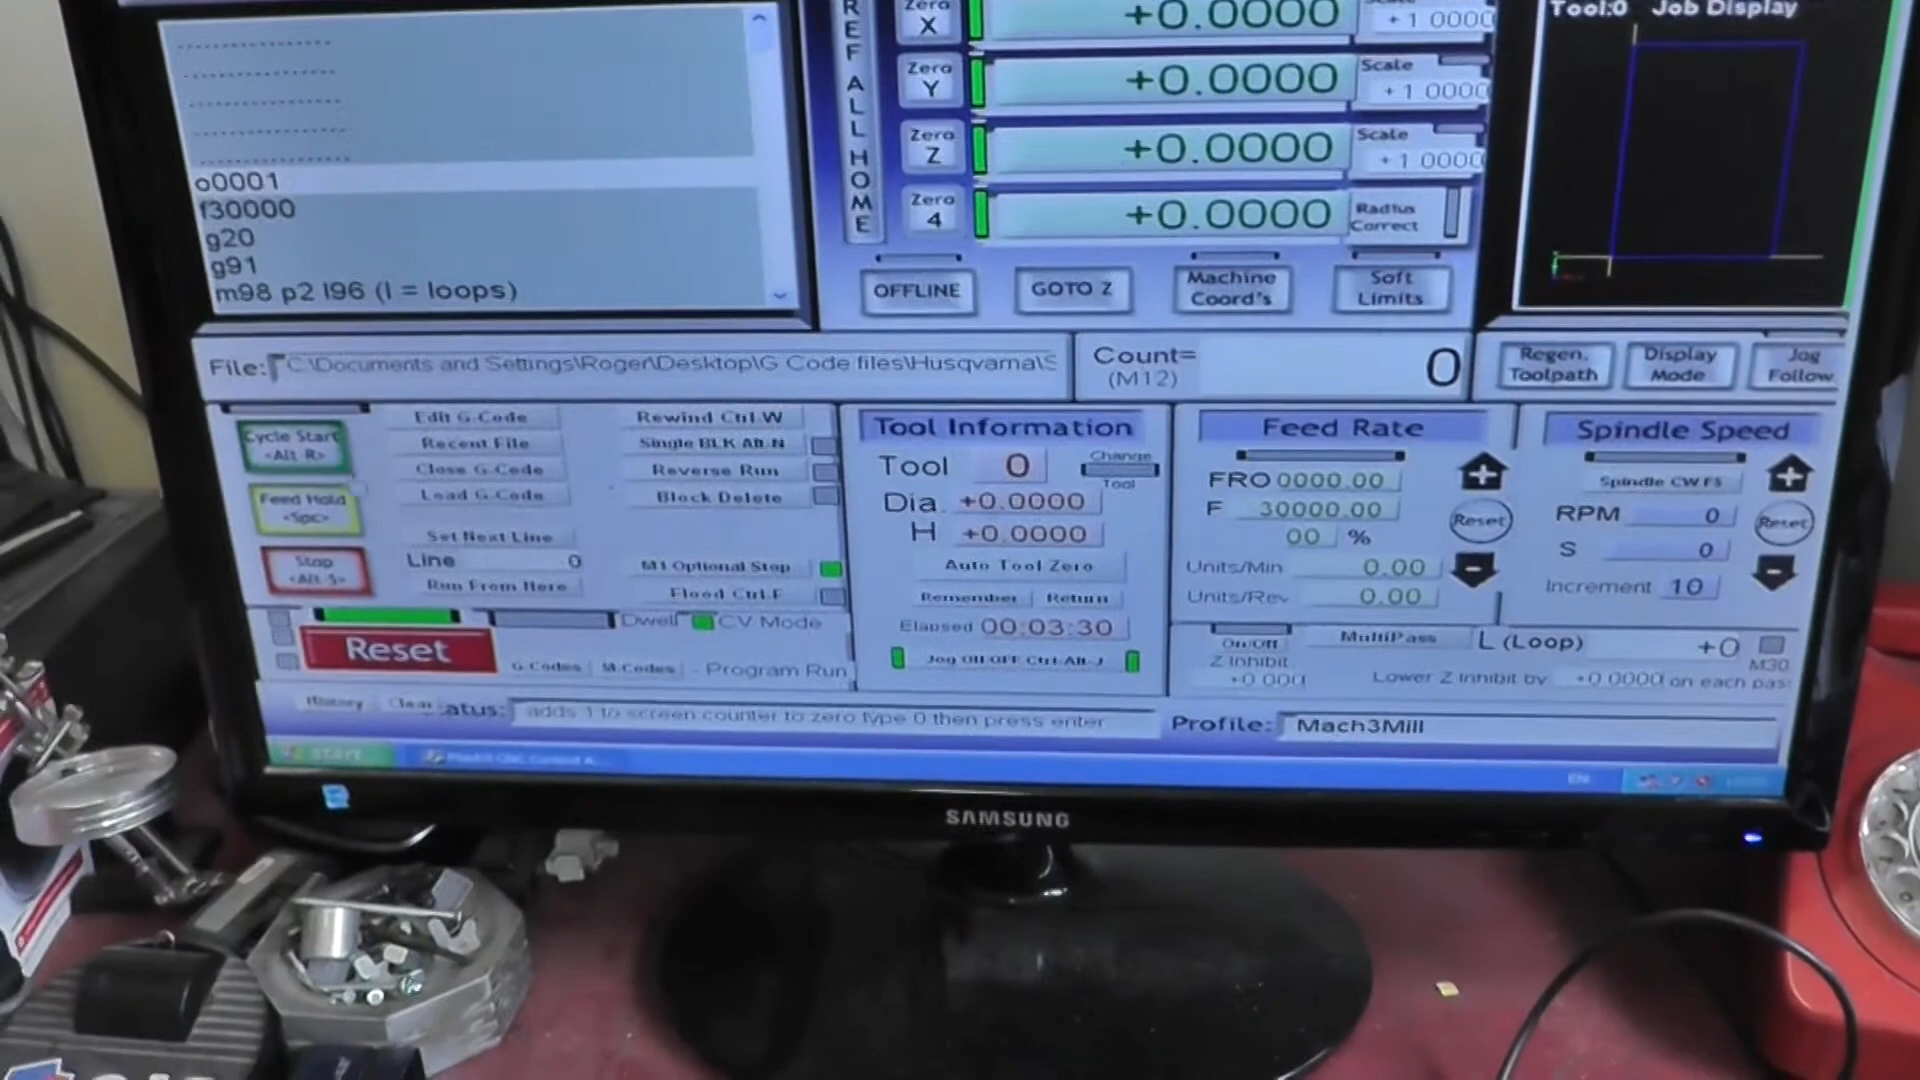 REF ALL HOME
Zero X +0.0000 Scale +1.0000
Zero Y +0.0000 Scale +1.0000
Zero Z +0.0000 Scale +1.0000
Zero 4 +0.0000 Radius Correct
OFFLINE GOTO Z Machine Coord's Soft Limits
Tool:0 Job Display
o0001
f30000
g20
g91
m98 p2 l96 (l = loops)
File: C:\Documents and Settings\Roger\Desktop\G Code files\Husqvarna\S
Count= (M12) 0
Regen. Toolpath Display Mode Jog Follow
Cycle Start <Alt-R>
Feed Hold <Spc>
Stop <Alt-S>
Edit G-Code
Recent File
Close G-Code
Load G-Code
Set Next Line
Line 0
Run From Here
Rewind Ctrl-W
Single BLK Alt-N
Reverse Run
Block Delete
M1 Optional Stop
Flood Ctrl-F
Dwell CV Mode
Reset
G-Codes M-Codes - Program Run
Tool Information
Tool 0 Change Tool
Dia. +0.0000
H +0.0000
Auto Tool Zero
Remember Return
Elapsed 00:03:30
Jog ON/OFF Ctrl-Alt-J
Feed Rate
FRO 0000.00
F 30000.00
00 %
Reset
Units/Min 0.00
Units/Rev 0.00
Spindle Speed
Spindle CW F5
RPM 0
Reset
S 0
Increment 10
On/Off MultiPass L (Loop) +0 M30
Z Inhibit
+0.000 Lower Z Inhibit by +0.0000 on each pas
History Clear atus: adds 1 to screen counter to zero type 0 then press enter
Profile: Mach3Mill
start Mach3 CNC Control A... EN
SAMSUNG